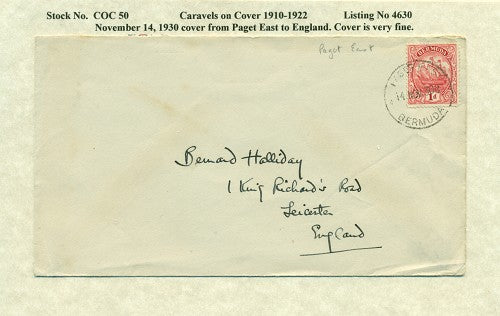 Stock No. COC 50 Caravels on Cover 1910-1922 Listing No 4630
November 14, 1930 cover from Paget East to England. Cover is very fine.
Paget East
BERMUDA
1d
14
BERMUDA
Bernard Halliday
1 King Richard's Road
Leicester
England